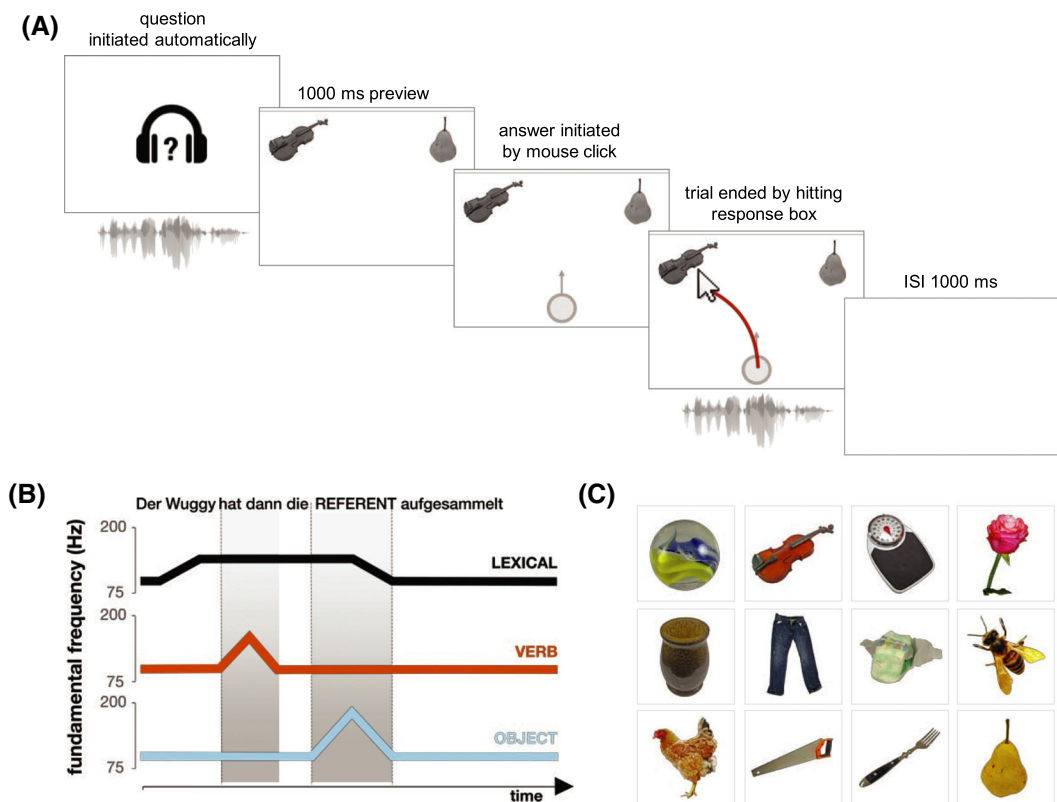 (A)
question
initiated automatically
?
1000 ms preview
answer initiated
by mouse click
trial ended by hitting
response box
ISI 1000 ms
(B)
Der Wuggy hat dann die REFERENT aufgesammelt
fundamental frequency (Hz)
200
LEXICAL
75
200
VERB
75
200
OBJECT
75
time
(C)